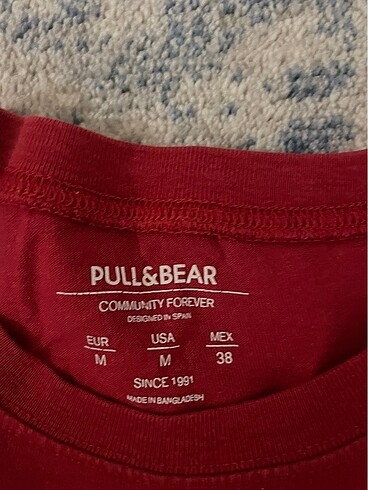 PULL&BEAR
COMMUNITY FOREVER
DESIGNED IN SPAIN
EUR USA MEX
M M 38
SINCE 1991
MADE IN BANGLADESH